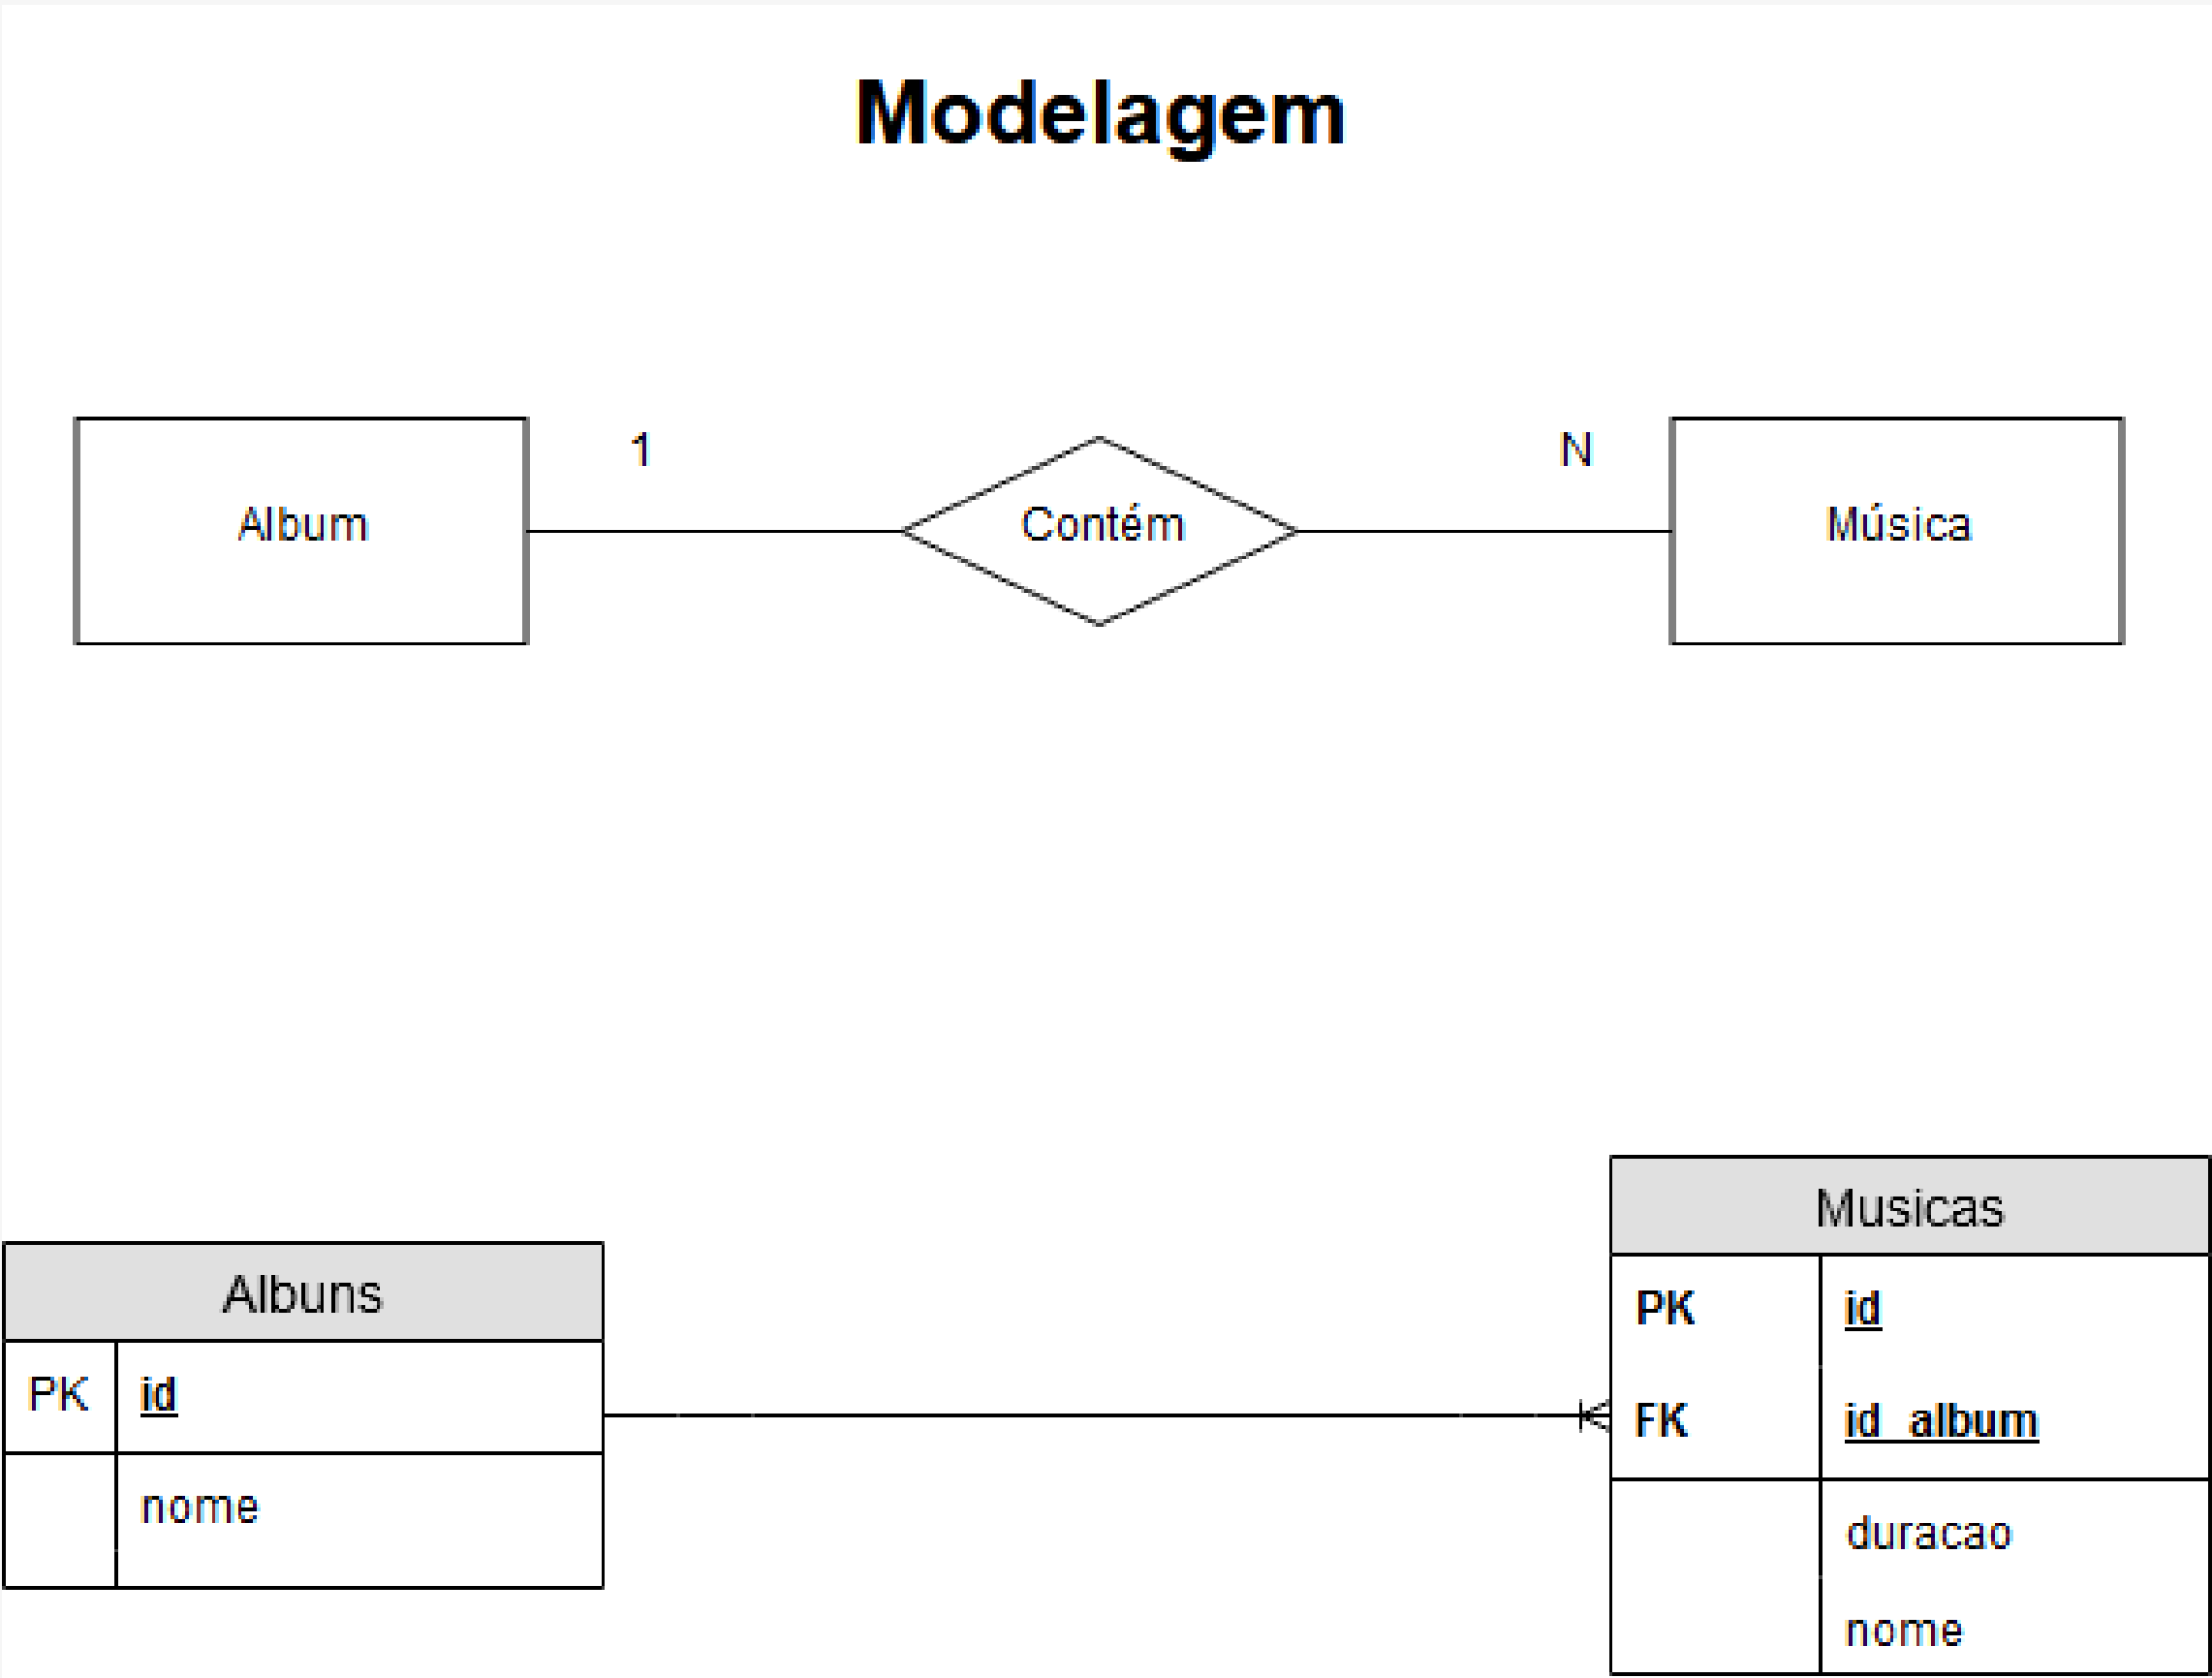 Modelagem
1
N
Album
Contém
Música
Albuns
PK id
nome
Musicas
PK id
FK id_album
duracao
nome